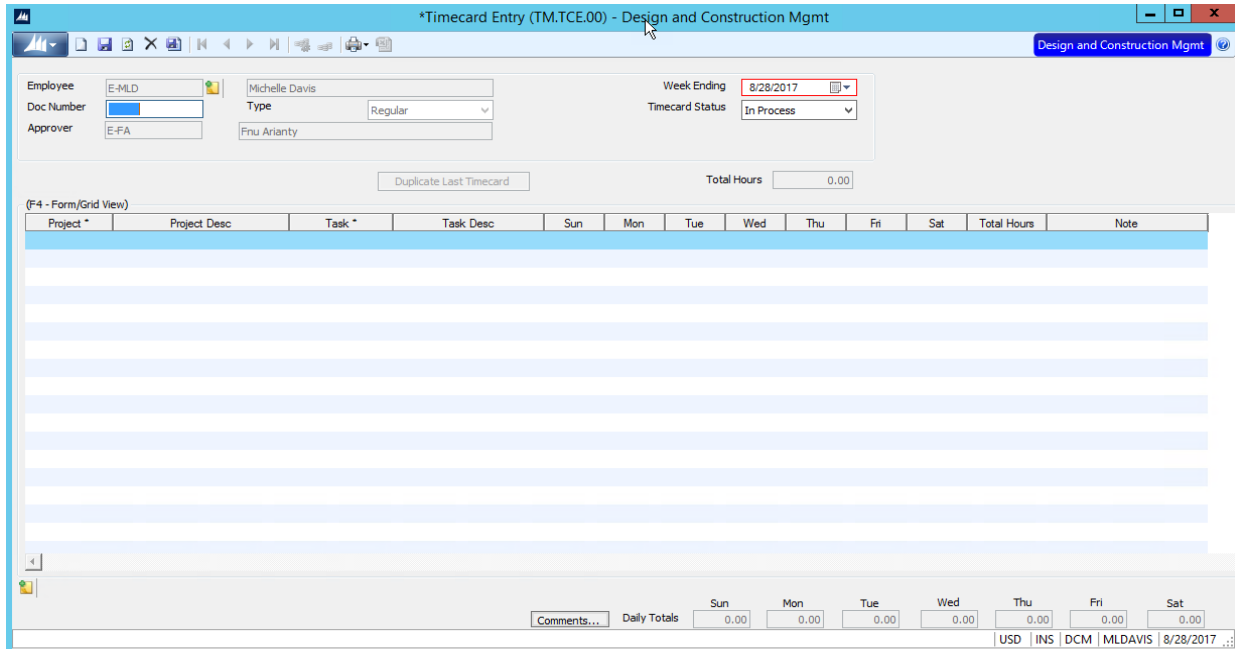 *Timecard Entry (TM.TCE.00) - Design and Construction Mgmt
Design and Construction Mgmt
Employee E-MLD Michelle Davis Week Ending 8/28/2017
Doc Number Type Regular Timecard Status In Process
Approver E-FA Fnu Arianty
Duplicate Last Timecard Total Hours 0.00
(F4 - Form/Grid View)
Project * Project Desc Task * Task Desc Sun Mon Tue Wed Thu Fri Sat Total Hours Note
Sun Mon Tue Wed Thu Fri Sat
Comments... Daily Totals 0.00 0.00 0.00 0.00 0.00 0.00 0.00
USD INS DCM MLDAVIS 8/28/2017